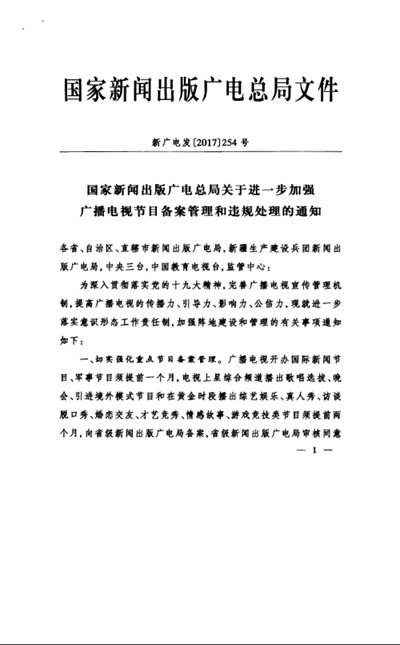 国家新闻出版广电总局文件
新广电发〔2017〕254 号
国家新闻出版广电总局关于进一步加强
广播电视节目备案管理和违规处理的通知
各省、自治区、直辖市新闻出版广电局,新疆生产建设兵团新闻出
版广电局,中央三台,中国教育电视台,监管中心:
为深入贯彻落实党的十九大精神,完善广播电视宣传管理机
制,提高广播电视的传播力、引导力、影响力、公信力,现就进一步
落实意识形态工作责任制,加强阵地建设和管理的有关事项通知
如下:
一、切实强化重点节目备案管理。广播电视开办国际新闻节
目、军事节目须提前一个月,电视上星综合频道播出歌唱选拔、晚
会、引进境外模式节目和在黄金时段播出综艺娱乐、真人秀、访谈
脱口秀、婚恋交友、才艺竞秀、情感故事、游戏竞技类节目须提前两
个月,向省级新闻出版广电局备案,省级新闻出版广电局审核同意
— 1 —